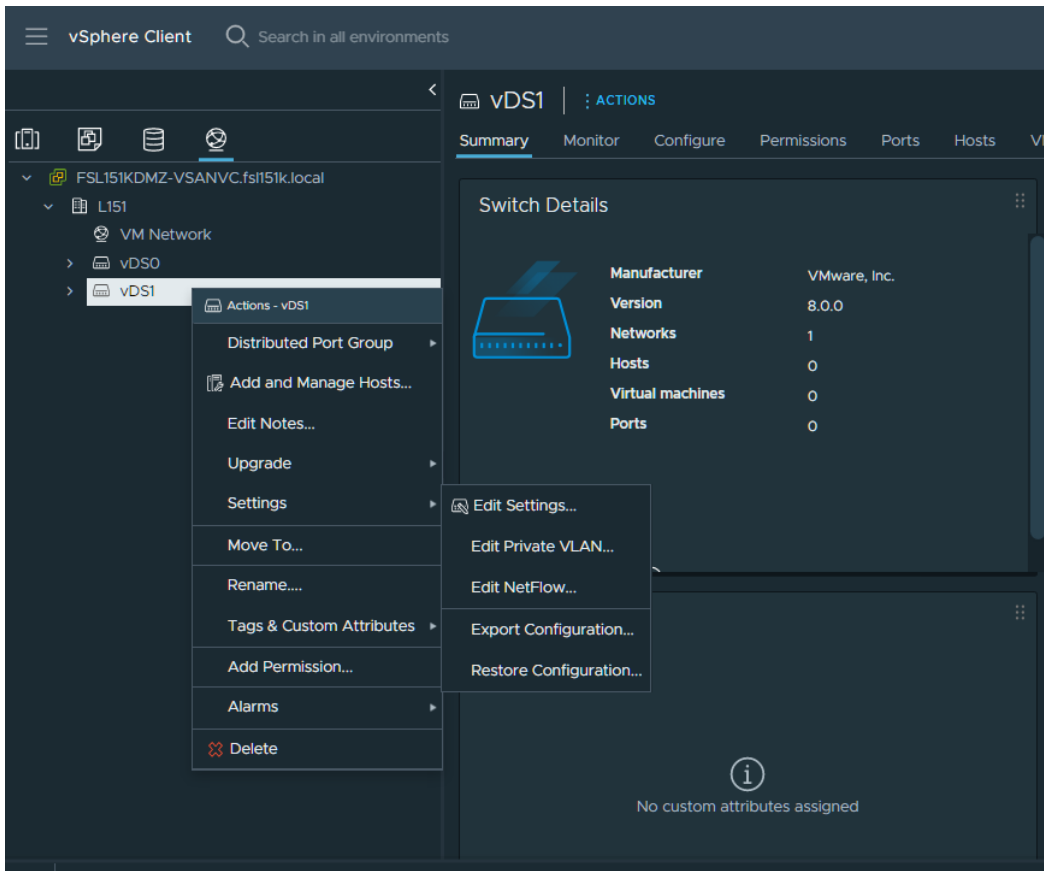 vSphere Client
Search in all environments
vDS1
ACTIONS
Summary Monitor Configure Permissions Ports Hosts
FSL151KDMZ-VSANVC.fsl151k.local
L151
VM Network
vDS0
vDS1
Actions - vDS1
Distributed Port Group
Add and Manage Hosts...
Edit Notes...
Upgrade
Settings
Move To...
Rename....
Tags & Custom Attributes
Add Permission...
Alarms
Delete
Edit Settings...
Edit Private VLAN...
Edit NetFlow...
Export Configuration...
Restore Configuration...
Switch Details
Manufacturer VMware, Inc.
Version 8.0.0
Networks 1
Hosts 0
Virtual machines 0
Ports 0
No custom attributes assigned